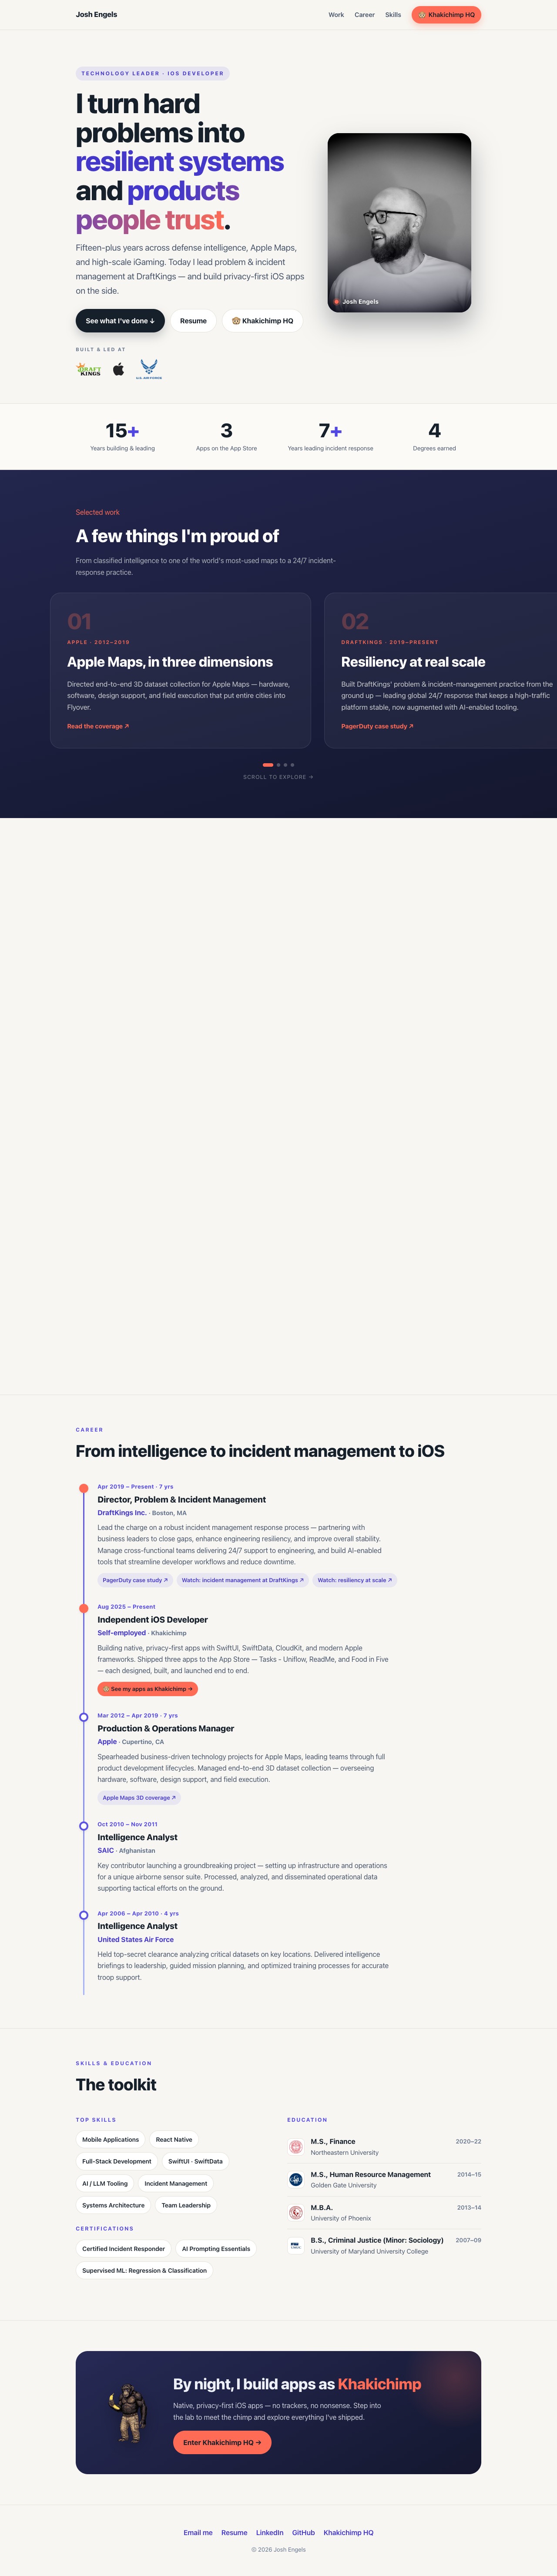 Josh Engels
Work
Career
Skills
Khakichimp HQ
TECHNOLOGY LEADER · IOS DEVELOPER
I turn hard
problems into
resilient systems
and products
people trust.
Fifteen-plus years across defense intelligence, Apple Maps,
and high-scale iGaming. Today I lead problem & incident
management at DraftKings — and build privacy-first iOS apps
on the side.
See what I've done ↓
Resume
Khakichimp HQ
Josh Engels
BUILT & LED AT
DRAFT
KINGS
U.S. AIR FORCE
15+
Years building & leading
3
Apps on the App Store
7+
Years leading incident response
4
Degrees earned
Selected work
A few things I'm proud of
From classified intelligence to one of the world's most-used maps to a 24/7 incident-
response practice.
01
APPLE · 2012–2019
Apple Maps, in three dimensions
Directed end-to-end 3D dataset collection for Apple Maps — hardware,
software, design support, and field execution that put entire cities into
Flyover.
Read the coverage ↗
02
DRAFTKINGS · 2019–PRESENT
Resiliency at real scale
Built DraftKings' problem & incident-management practice from the
ground up — leading global 24/7 response that keeps a high-traffic
platform stable, now augmented with AI-enabled tooling.
PagerDuty case study ↗
SCROLL TO EXPLORE →
CAREER
From intelligence to incident management to iOS
Apr 2019 – Present · 7 yrs
Director, Problem & Incident Management
DraftKings Inc. · Boston, MA
Lead the charge on a robust incident management response process — partnering with
business leaders to close gaps, enhance engineering resiliency, and improve overall stability.
Manage cross-functional teams delivering 24/7 support to engineering, and build AI-enabled
tools that streamline developer workflows and reduce downtime.
PagerDuty case study ↗
Watch: incident management at DraftKings ↗
Watch: resiliency at scale ↗
Aug 2025 – Present
Independent iOS Developer
Self-employed · Khakichimp
Building native, privacy-first apps with SwiftUI, SwiftData, CloudKit, and modern Apple
frameworks. Shipped three apps to the App Store — Tasks - Uniflow, ReadMe, and Food in Five
— each designed, built, and launched end to end.
See my apps as Khakichimp →
Mar 2012 – Apr 2019 · 7 yrs
Production & Operations Manager
Apple · Cupertino, CA
Spearheaded business-driven technology projects for Apple Maps, leading teams through full
product development lifecycles. Managed end-to-end 3D dataset collection — overseeing
hardware, software, design support, and field execution.
Apple Maps 3D coverage ↗
Oct 2010 – Nov 2011
Intelligence Analyst
SAIC · Afghanistan
Key contributor launching a groundbreaking project — setting up infrastructure and operations
for a unique airborne sensor suite. Processed, analyzed, and disseminated operational data
supporting tactical efforts on the ground.
Apr 2006 – Apr 2010 · 4 yrs
Intelligence Analyst
United States Air Force
Held top-secret clearance analyzing critical datasets on key locations. Delivered intelligence
briefings to leadership, guided mission planning, and optimized training processes for accurate
troop support.
SKILLS & EDUCATION
The toolkit
TOP SKILLS
Mobile Applications
React Native
Full-Stack Development
SwiftUI · SwiftData
AI / LLM Tooling
Incident Management
Systems Architecture
Team Leadership
CERTIFICATIONS
Certified Incident Responder
AI Prompting Essentials
Supervised ML: Regression & Classification
EDUCATION
M.S., Finance
2020–22
Northeastern University
M.S., Human Resource Management
2014–15
Golden Gate University
M.B.A.
2013–14
University of Phoenix
B.S., Criminal Justice (Minor: Sociology)
2007–09
University of Maryland University College
By night, I build apps as Khakichimp
Native, privacy-first iOS apps — no trackers, no nonsense. Step into
the lab to meet the chimp and explore everything I've shipped.
Enter Khakichimp HQ →
Email me
Resume
LinkedIn
GitHub
Khakichimp HQ
© 2026 Josh Engels